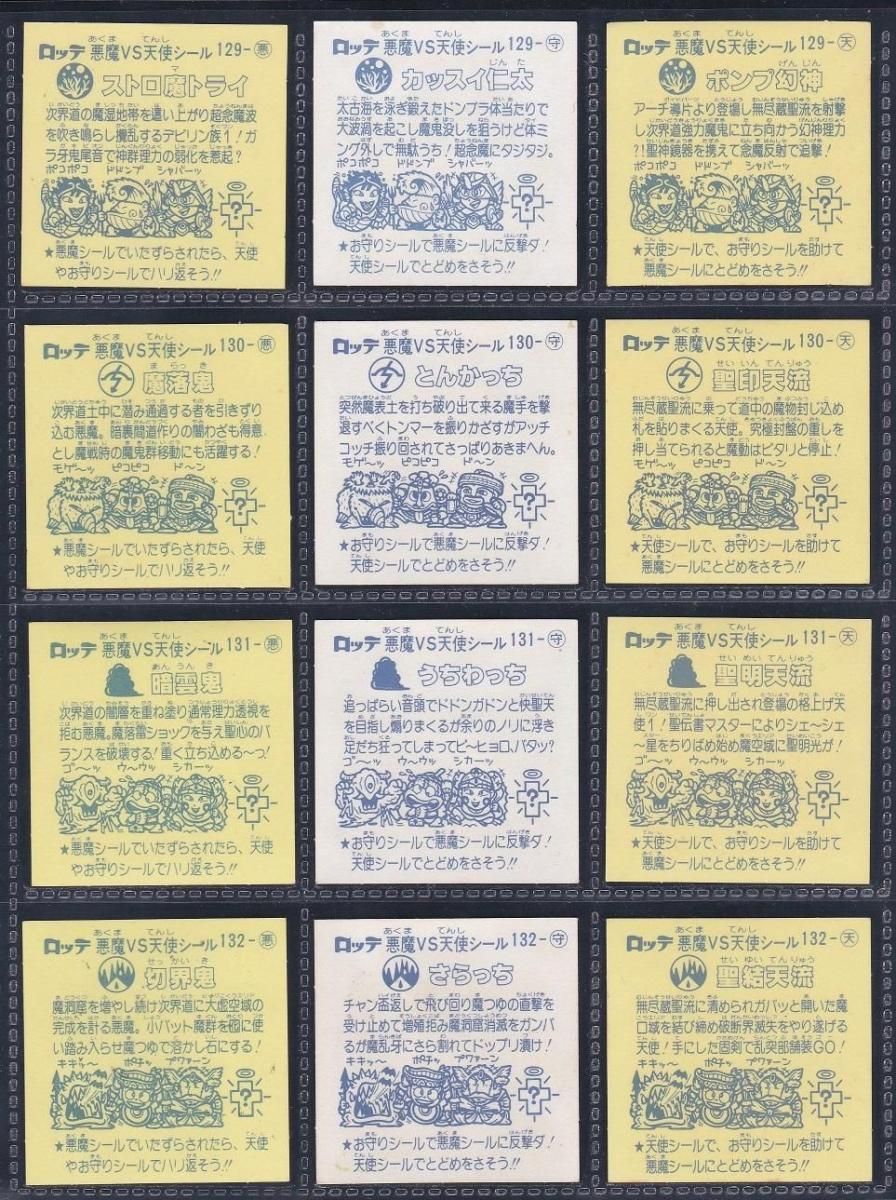 ロッテ 悪魔VS天使シール 129-悪
ストロ魔トライ
次界道の魔湿地帯を這い上がり超念魔波
を吹き鳴らし攪乱するデビリン族1!ガ
ラ牙鬼尾音で神群理力の弱化を惹起?
ポコポコ ドドンブ シャバーッ
★悪魔シールでいたずらされたら、天使
やお守りシールでハリ返そう!!
ロッテ 悪魔VS天使シール 129-守
カッスイ仁太
太古海を泳ぎ鍛えたドンブラ体当たりで
大波渦を起こし魔鬼没しを狙うけど体ミ
ング外しで無駄うち!超念魔にタジタジ。
ポコポコ ドドンブ シャバーッ
★お守りシールで悪魔シールに反撃ダ!
天使シールでとどめをさそう!!
ロッテ 悪魔VS天使シール 129-天
ポンプ幻神
アーチ導片より登場し無尽蔵聖流を射撃
し次界道強力魔鬼に立ち向かう幻神理力
?!聖神鏡器を携えて念魔反射で追撃!
ポコポコ ドドンブ シャバーッ
★天使シールで、お守りシールを助けて
悪魔シールにとどめをさそう!!
ロッテ 悪魔VS天使シール 130-悪
魔落鬼
次界道土中に潜み通過する者を引きずり
込む悪魔。暗表間道作りの闇わざも得意
とし魔戦時の魔鬼群移動にも活躍する!
モゲ〜ッ ピコピコ ド〜ン
★悪魔シールでいたずらされたら、天使
やお守りシールでハリ返そう!!
ロッテ 悪魔VS天使シール 130-守
とんかっち
突然魔表土を打ち破り出て来る魔手を撃
退すべくトンマーを振りかざすがアッチ
コッチ振り回されてさっぱりあきまへん。
モゲ〜ッ ピコピコ ド〜ン
★お守りシールで悪魔シールに反撃ダ!
天使シールでとどめをさそう!!
ロッテ 悪魔VS天使シール 130-天
聖印天流
無尽蔵聖流に乗って道中の魔物封じ込め
札を貼りまくる天使。究極封盤の重しを
押し当てられると魔動はピタリと停止!
モゲ〜ッ ピコピコ ド〜ン
★天使シールで、お守りシールを助けて
悪魔シールにとどめをさそう!!
ロッテ 悪魔VS天使シール 131-悪
暗雲鬼
次界道の闇層を重ね塗り通常理力透視を
拒む悪魔。魔落雷ショックを与え聖心のバ
ランスを破壊する!重く立ち込める〜っ!
ゴ〜ッ ウ〜ウッ シカーッ
★悪魔シールでいたずらされたら、天使
やお守りシールでハリ返そう!!
ロッテ 悪魔VS天使シール 131-守
うちわっち
追っぱらい音頭でドドンガドンと快聖天
を目指し煽りまくるが余りのノリに浮き
足だち狂ってしまってピーヒョロ、バタッ?
ゴ〜ッ ウ〜ウッ シカーッ
★お守りシールで悪魔シールに反撃ダ!
天使シールでとどめをさそう!!
ロッテ 悪魔VS天使シール 131-天
聖明天流
無尽蔵聖流に押し出され登場の格上げ天
使1!聖伝書マスターによりシェ〜シェ〜
〜星をちりばめ始め魔空域に聖明光が!
ゴ〜ッ ウ〜ウッ シカーッ
★天使シールで、お守りシールを助けて
悪魔シールにとどめをさそう!!
ロッテ 悪魔VS天使シール 132-悪
切界鬼
魔洞窟を増やし続け次界道に大虚空域の
完成を計る悪魔。小バット魔群を囮に使
い踏み入らせ魔つゆで溶かし石にする!
キキャ〜 ポチャッ プワァーン
★悪魔シールでいたずらされたら、天使
やお守りシールでハリ返そう!!
ロッテ 悪魔VS天使シール 132-守
さらっち
チャン盃返しで飛び回り魔つゆの直撃を
受け止めて増殖拒み魔洞窟消滅をガンバ
るが魔乱牙にさら割れてドップリ漬け!
キキャ〜 ポチャッ プワァーン
★お守りシールで悪魔シールに反撃ダ!
天使シールでとどめをさそう!!
ロッテ 悪魔VS天使シール 132-天
聖結天流
無尽蔵聖流に清められガバッと開いた魔
口域を結び締め破断界滅失をやり遂げる
天使!手にした固剣で乱突部舗装GO!
キキャ〜 ポチャッ プワァーン
★天使シールで、お守りシールを助けて
悪魔シールにとどめをさそう!!